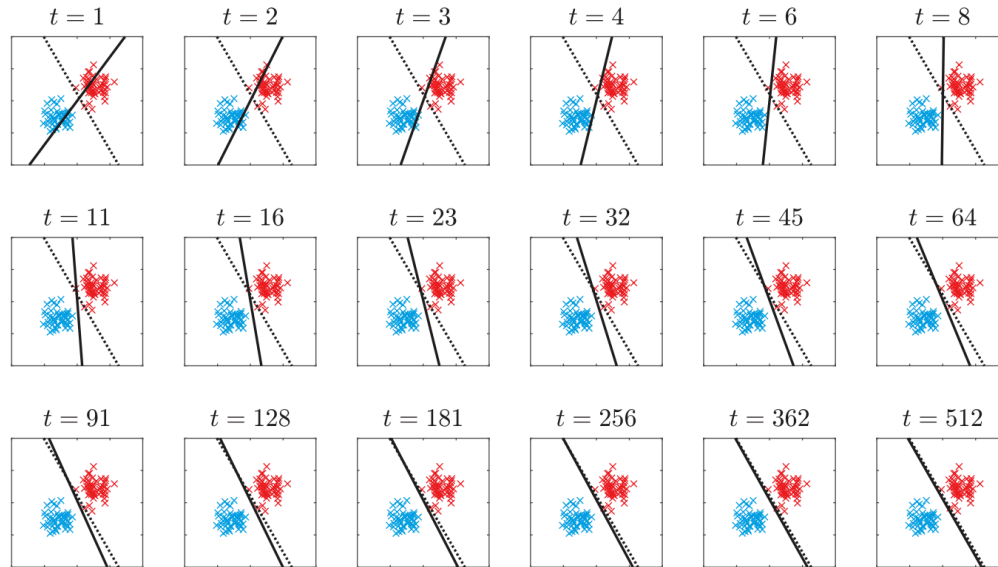 t = 1 t = 2 t = 3 t = 4 t = 6 t = 8
t = 11 t = 16 t = 23 t = 32 t = 45 t = 64
t = 91 t = 128 t = 181 t = 256 t = 362 t = 512